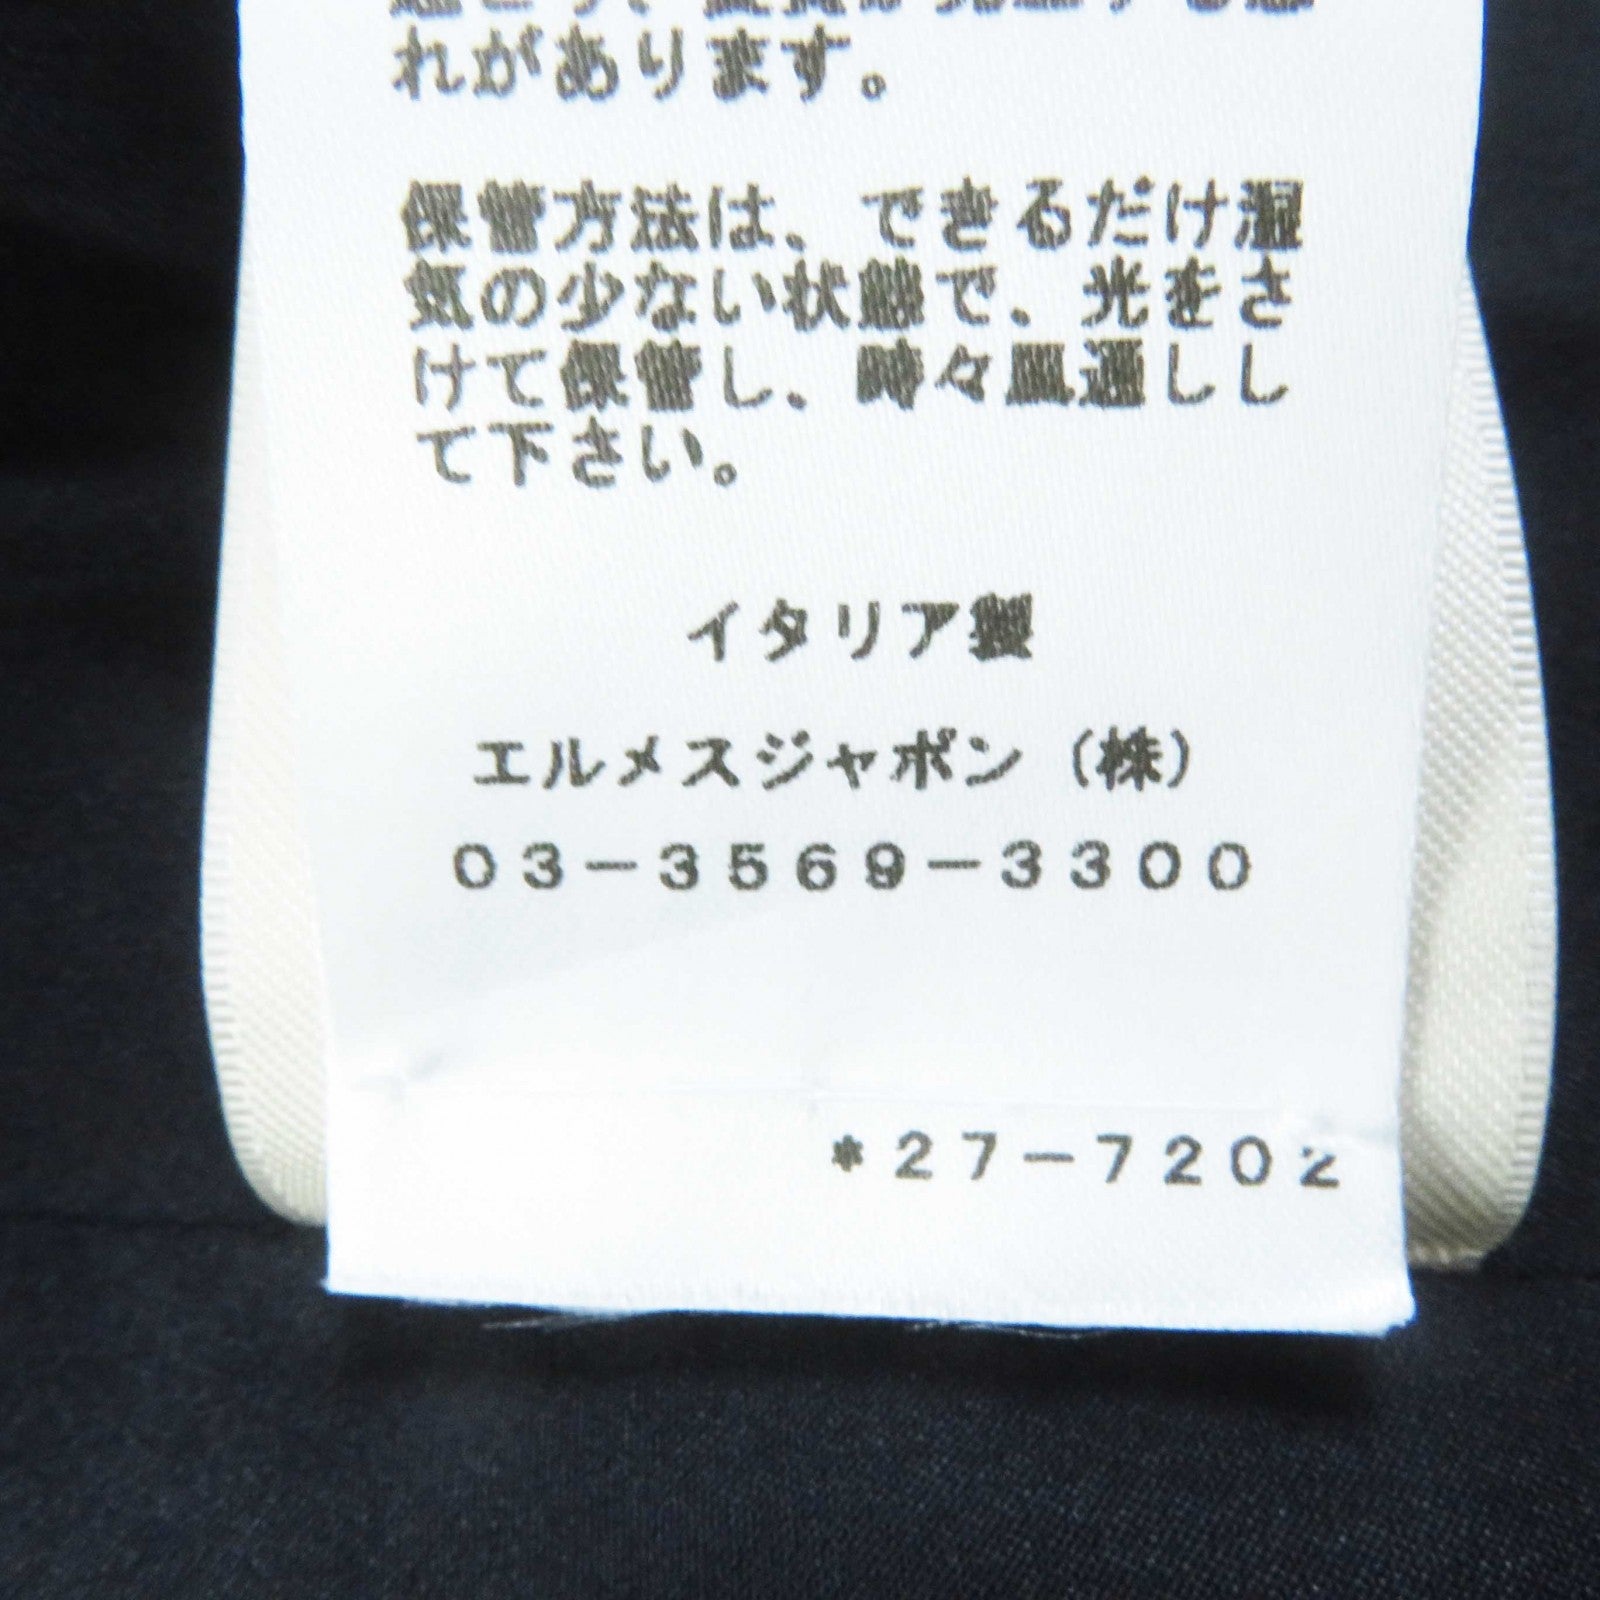 れがあります。
保管方法は、できるだけ湿
気の少ない状態で、光をさ
けて保管し、時々風通しし
て下さい。
イタリア製
エルメスジャポン（株）
03-3569-3300
*27-7202